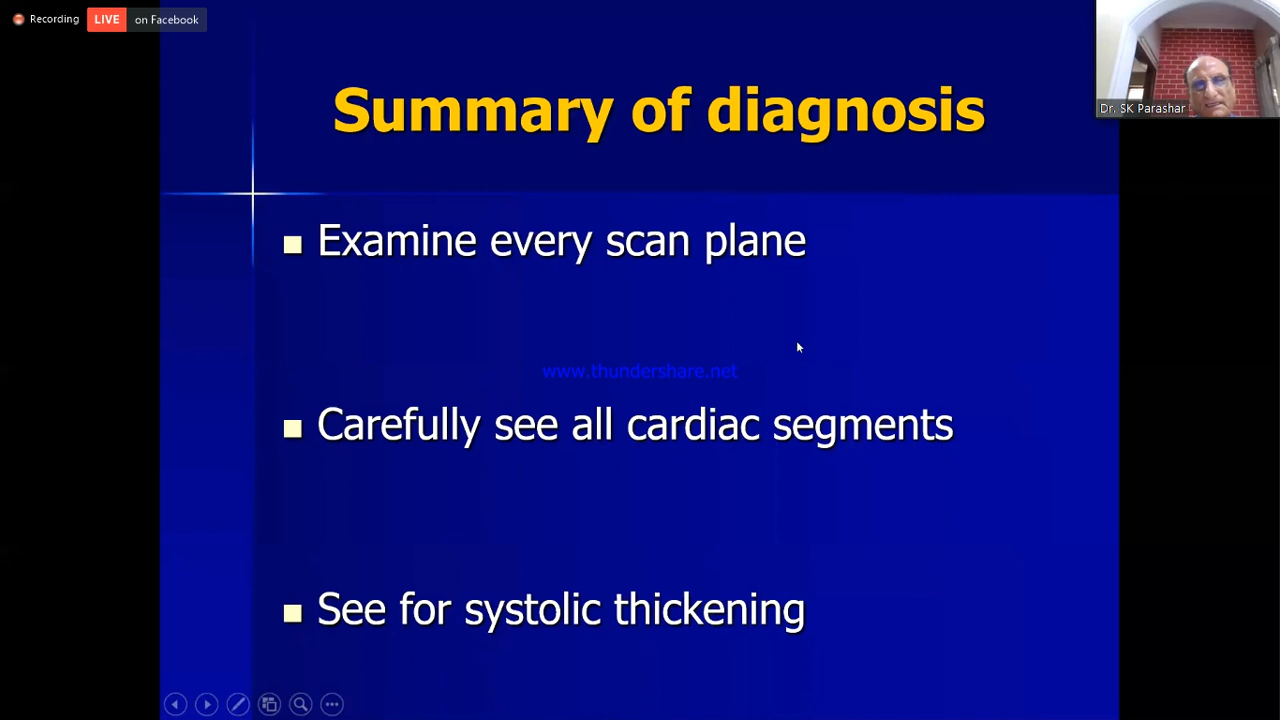 Recording
LIVE on Facebook
Dr. SK Parashar
Summary of diagnosis
Examine every scan plane
www.thundershare.net
Carefully see all cardiac segments
See for systolic thickening